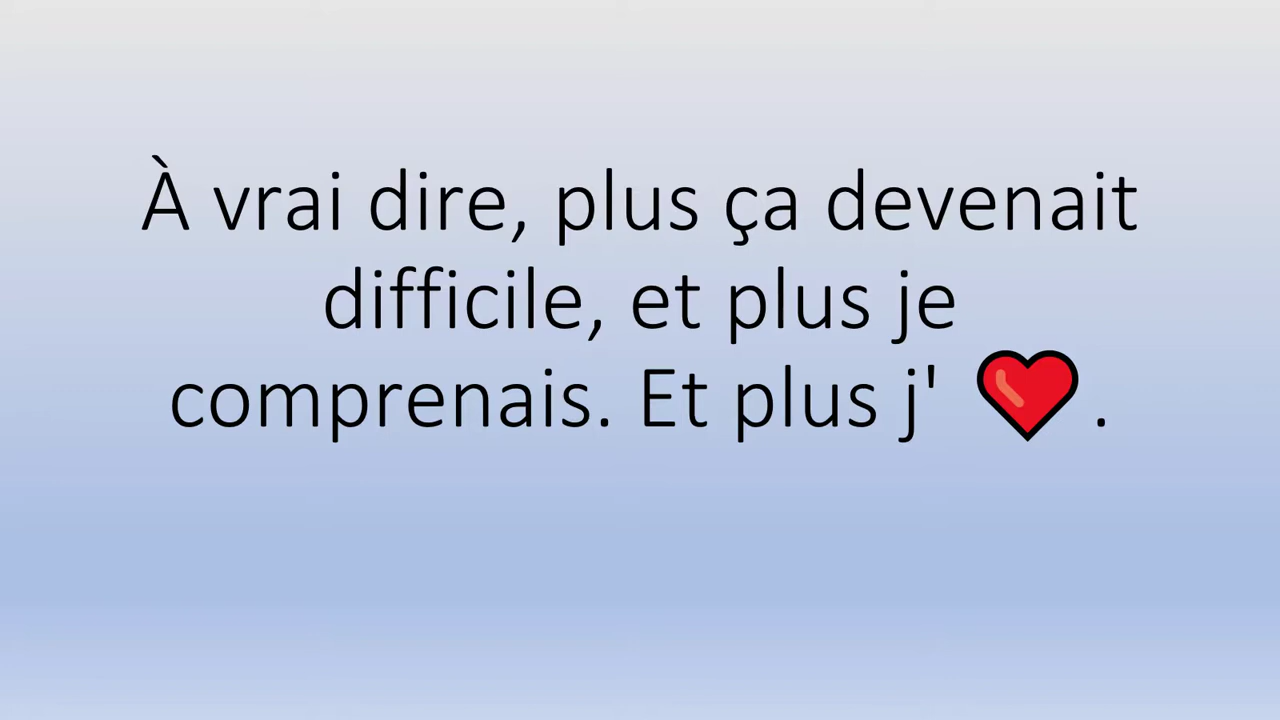 À vrai dire, plus ça devenait
difficile, et plus je
comprenais. Et plus j' ❤️.